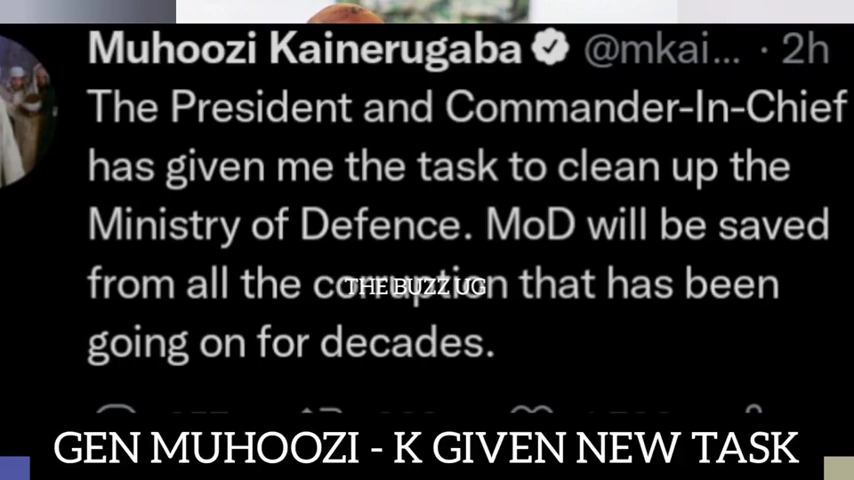 Muhoozi Kainerugaba @mkai... · 2h
The President and Commander-In-Chief
has given me the task to clean up the
Ministry of Defence. MoD will be saved
from all the corruption that has been
THE BUZZ UG
going on for decades.
GEN MUHOOZI - K GIVEN NEW TASK